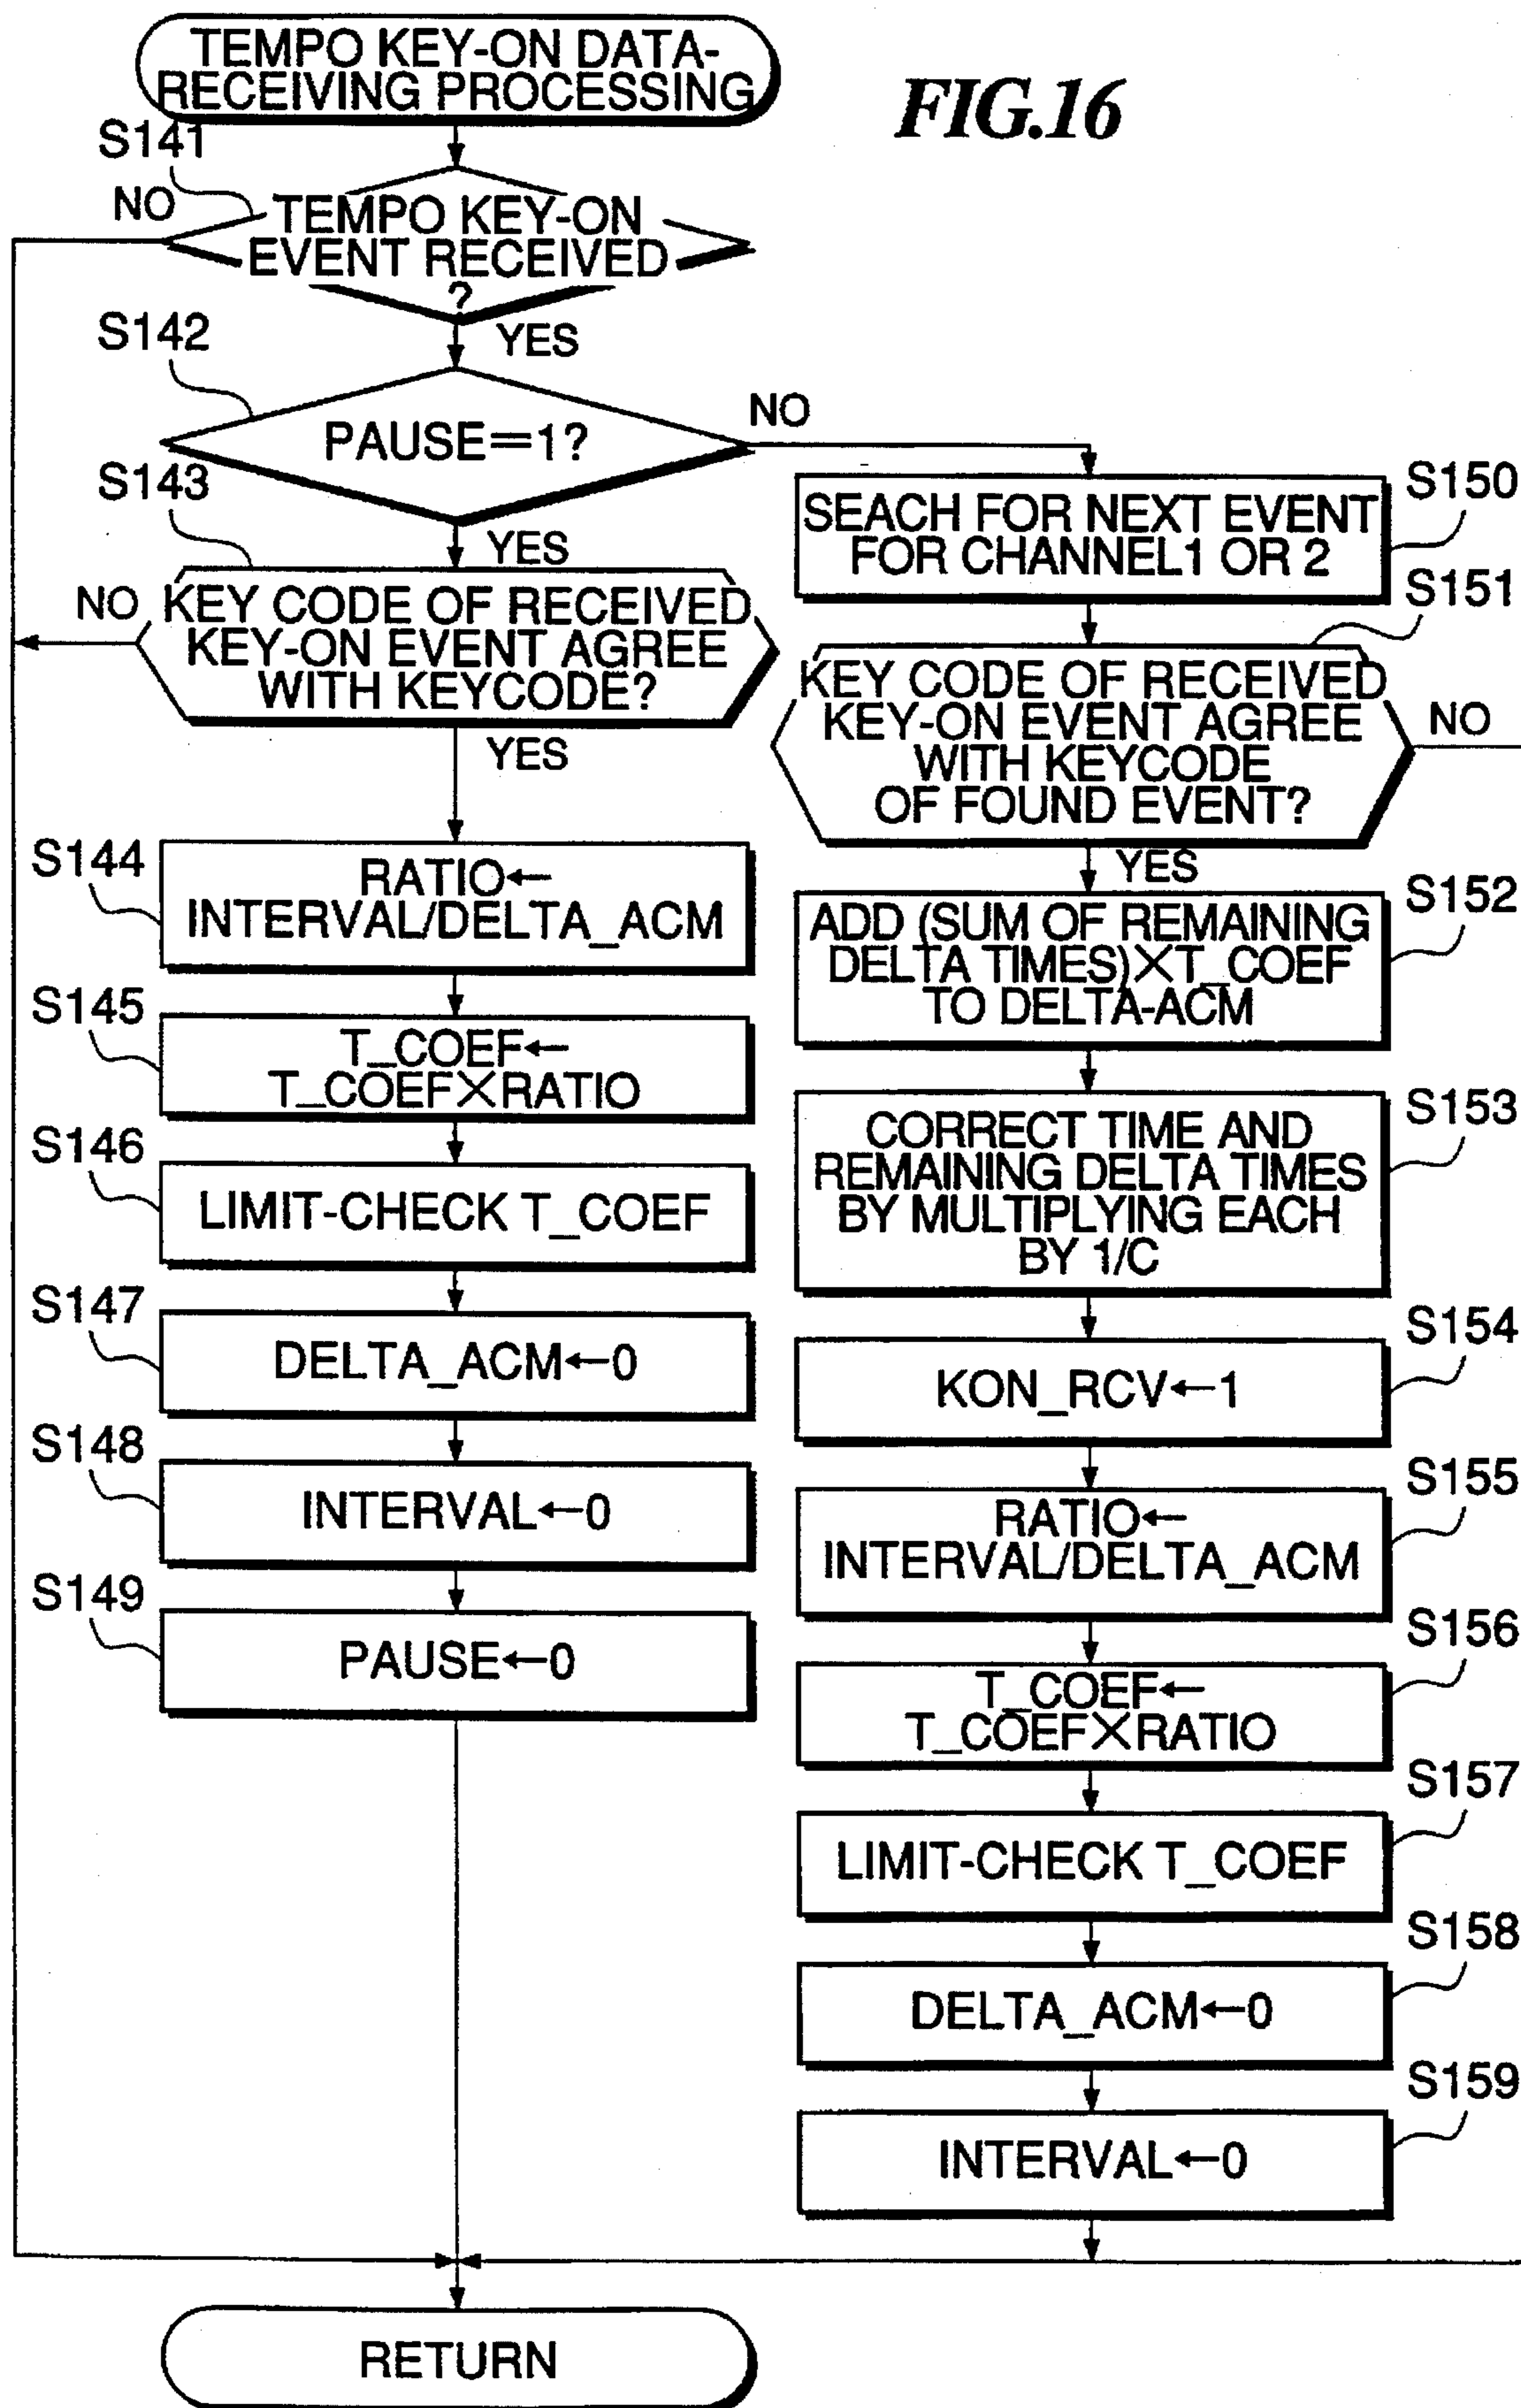 TEMPO KEY-ON DATA-
RECEIVING PROCESSING
FIG.16
S141
NO
TEMPO KEY-ON
EVENT RECEIVED
?
YES
S142
PAUSE=1?
NO
YES
S143
NO
KEY CODE OF RECEIVED
KEY-ON EVENT AGREE
WITH KEYCODE?
YES
S144
RATIO←
INTERVAL/DELTA_ACM
S145
T_COEF←
T_COEF×RATIO
S146
LIMIT-CHECK T_COEF
S147
DELTA_ACM←0
S148
INTERVAL←0
S149
PAUSE←0
S150
SEACH FOR NEXT EVENT
FOR CHANNEL1 OR 2
S151
KEY CODE OF RECEIVED
KEY-ON EVENT AGREE
WITH KEYCODE
OF FOUND EVENT?
NO
YES
S152
ADD (SUM OF REMAINING
DELTA TIMES)×T_COEF
TO DELTA-ACM
S153
CORRECT TIME AND
REMAINING DELTA TIMES
BY MULTIPLYING EACH
BY 1/C
S154
KON_RCV←1
S155
RATIO←
INTERVAL/DELTA_ACM
S156
T_COEF←
T_COEF×RATIO
S157
LIMIT-CHECK T_COEF
S158
DELTA_ACM←0
S159
INTERVAL←0
RETURN